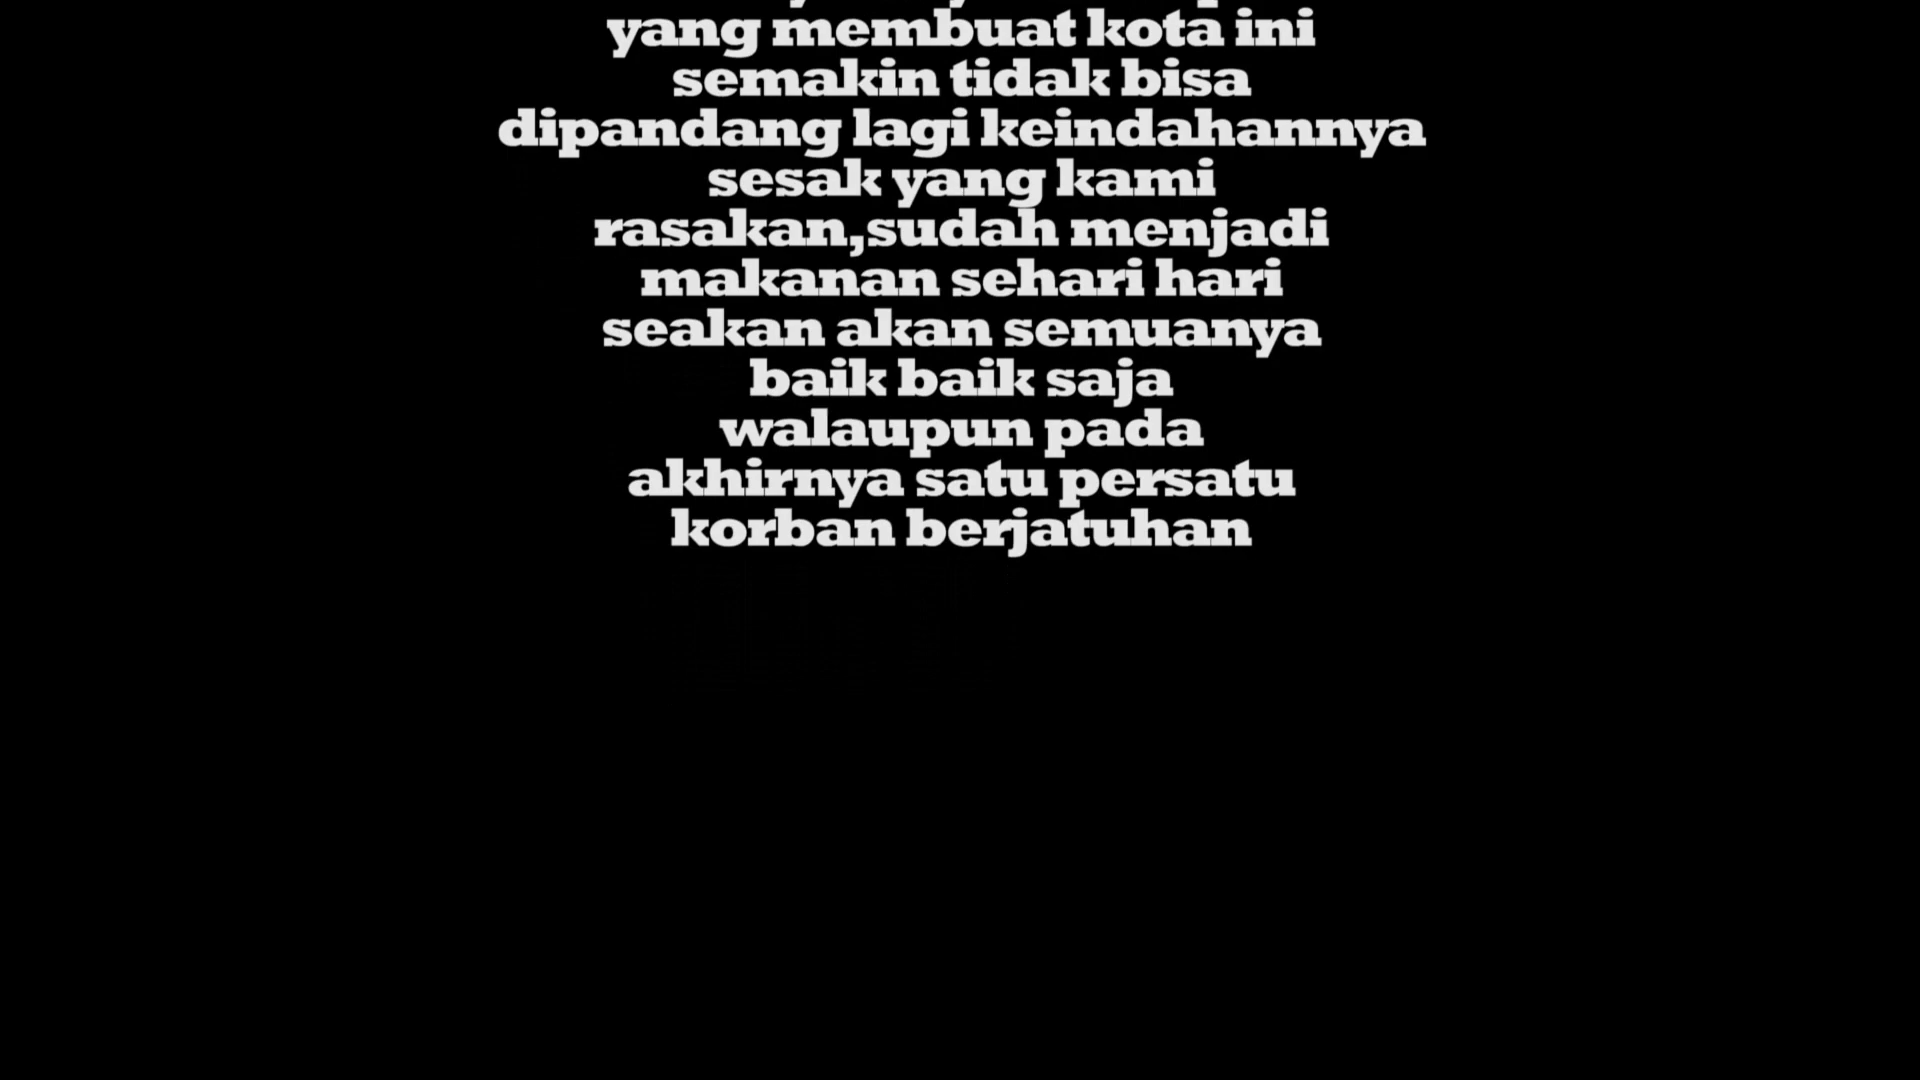 yang membuat kota ini
semakin tidak bisa
dipandang lagi keindahannya
sesak yang kami
rasakan,sudah menjadi
makanan sehari hari
seakan akan semuanya
baik baik saja
walaupun pada
akhirnya satu persatu
korban berjatuhan